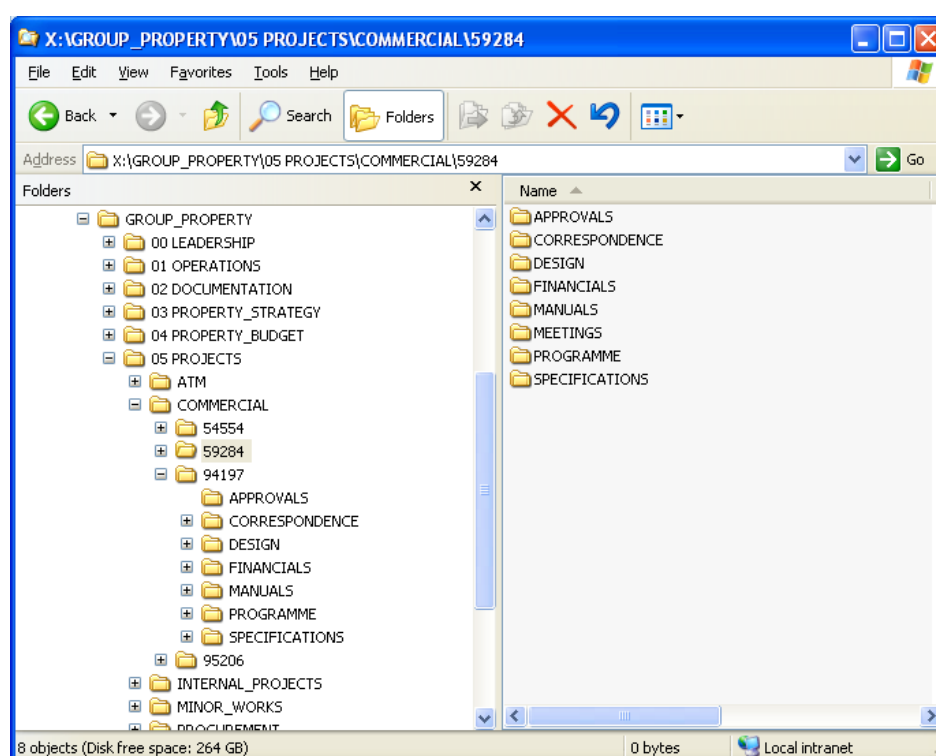 X:\GROUP_PROPERTY\05 PROJECTS\COMMERCIAL\59284
File Edit View Favorites Tools Help
Back Search Folders
Address X:\GROUP_PROPERTY\05 PROJECTS\COMMERCIAL\59284 Go
Folders x Name
GROUP_PROPERTY
00 LEADERSHIP
01 OPERATIONS
02 DOCUMENTATION
03 PROPERTY_STRATEGY
04 PROPERTY_BUDGET
05 PROJECTS
ATM
COMMERCIAL
54554
59284
94197
APPROVALS
CORRESPONDENCE
DESIGN
FINANCIALS
MANUALS
PROGRAMME
SPECIFICATIONS
95206
INTERNAL_PROJECTS
MINOR_WORKS
PROCUREMENT
APPROVALS
CORRESPONDENCE
DESIGN
FINANCIALS
MANUALS
MEETINGS
PROGRAMME
SPECIFICATIONS
8 objects (Disk free space: 264 GB) 0 bytes Local intranet